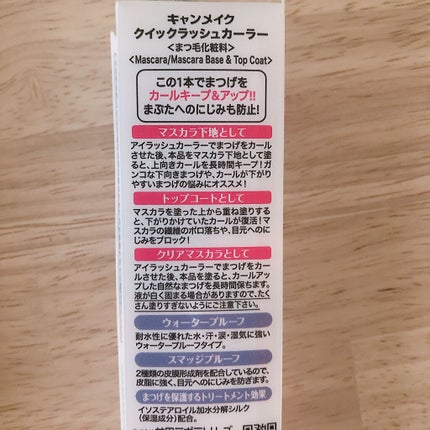 キャンメイク
クイックラッシュカーラー
<まつ毛化粧料>
<Mascara/Mascara Base & Top Coat>
この1本でまつげを
カールキープ&アップ!!
まぶたへのにじみも防止!
マスカラ下地として
アイラッシュカーラーでまつげをカール
させた後、本品をマスカラ下地として塗
ると、上向きカールを長時間キープ!ガ
ンコな下向きまつげや、カールが下がり
やすいまつげの悩みにオススメ!
トップコートとして
マスカラを塗った上から重ね塗りする
と、下がりかけていたカールが復活!マ
スカラの繊維のポロ落ちや、目元へのに
じみをブロック!
クリアマスカラとして
アイラッシュカーラーでまつげをカール
させた後、本品を塗ると、カールアッ
プした自然なまつげを長時間保ちます。
液が白く固まる場合がありますので、たく
さん塗りすぎないようにご注意下さい。
ウォータープルーフ
耐水性に優れた水・汗・涙・湿気に強い
ウォータープルーフタイプ。
スマッジプルーフ
2種類の皮膜形成剤を配合しているので、
皮脂に強く、目元へのにじみを防ぎます。
まつげを保護するトリートメント効果
イソステアロイル加水分解シルク
(保湿成分)配合。